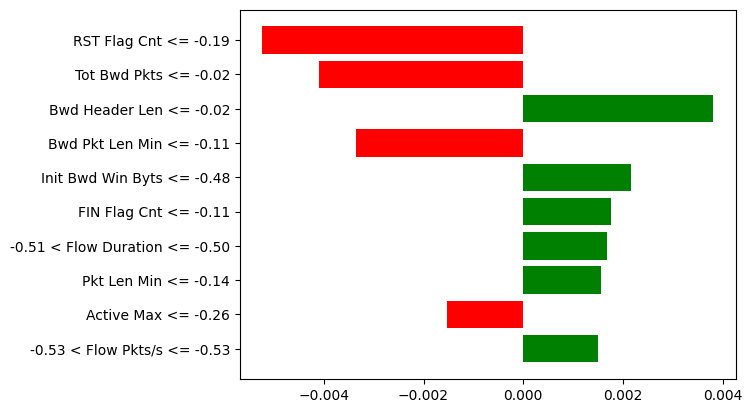 RST Flag Cnt <= -0.19
Tot Bwd Pkts <= -0.02
Bwd Header Len <= -0.02
Bwd Pkt Len Min <= -0.11
Init Bwd Win Byts <= -0.48
FIN Flag Cnt <= -0.11
-0.51 < Flow Duration <= -0.50
Pkt Len Min <= -0.14
Active Max <= -0.26
-0.53 < Flow Pkts/s <= -0.53
−0.004 −0.002 0.000 0.002 0.004